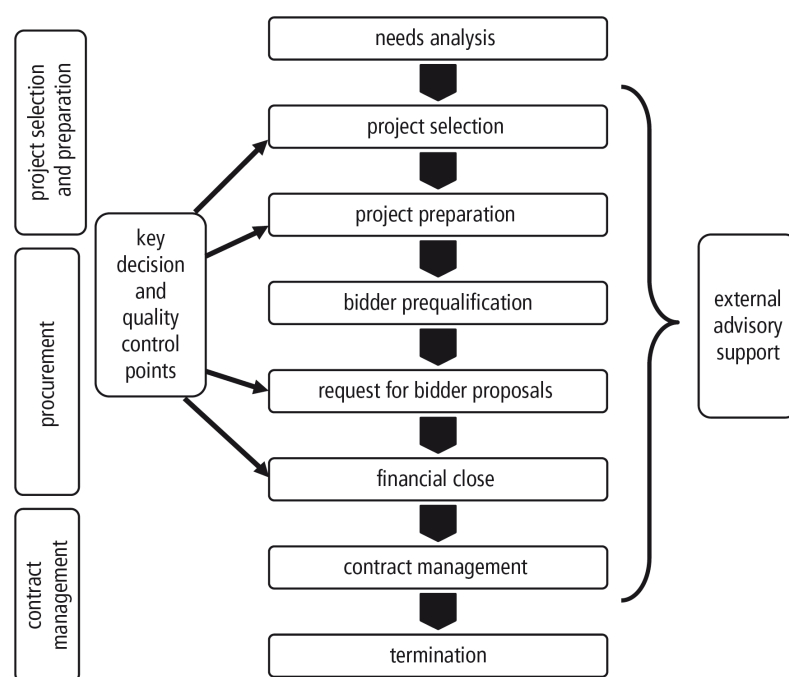 project selection
and preparation
procurement
contract
management
key
decision
and
quality
control
points
needs analysis
project selection
project preparation
bidder prequalification
request for bidder proposals
financial close
contract management
termination
external
advisory
support